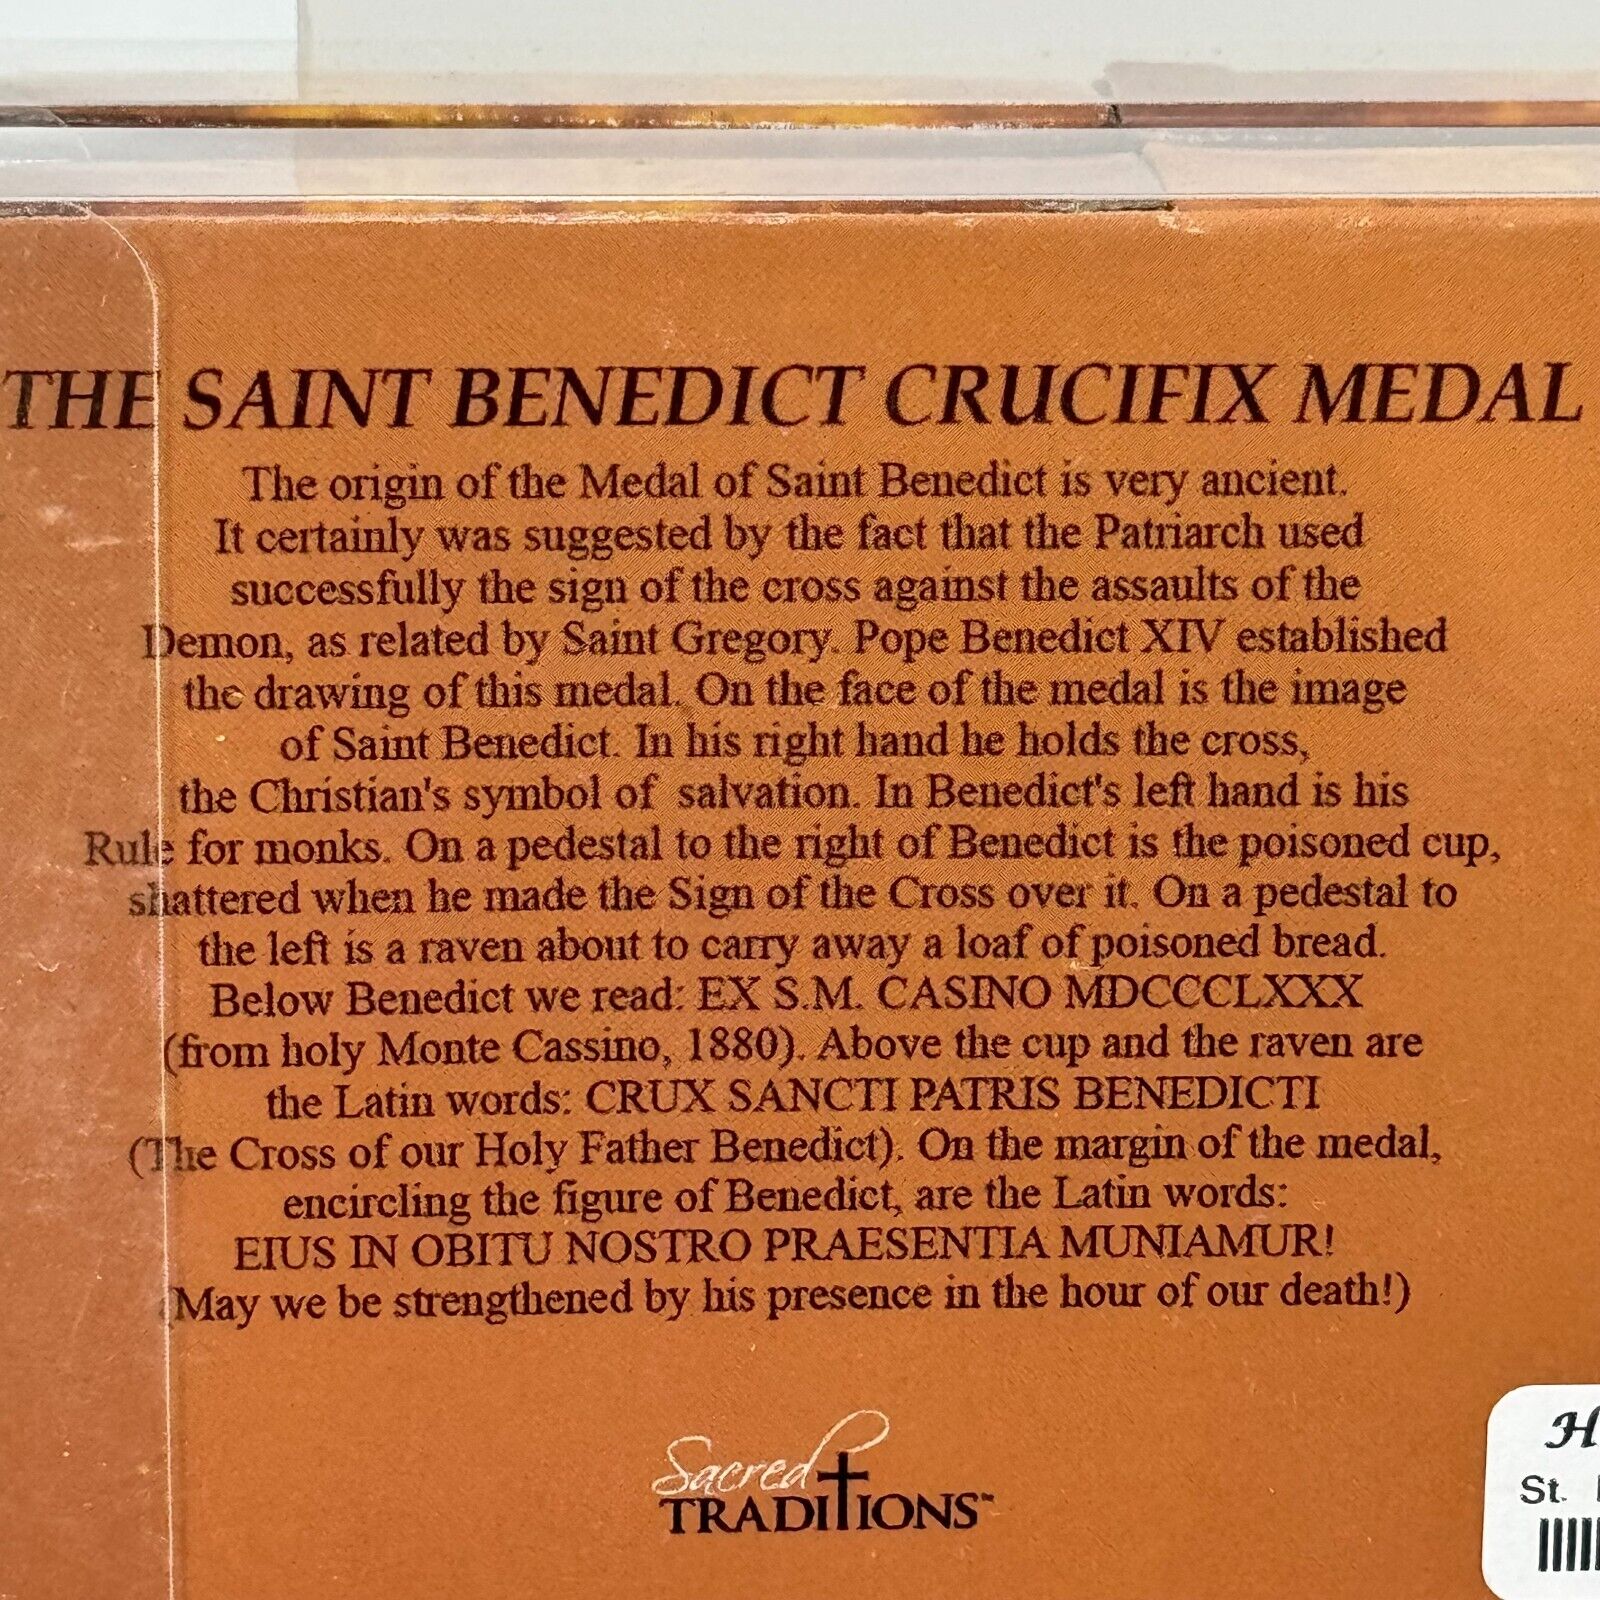 THE SAINT BENEDICT CRUCIFIX MEDAL
The origin of the Medal of Saint Benedict is very ancient.
It certainly was suggested by the fact that the Patriarch used
successfully the sign of the cross against the assaults of the
Demon, as related by Saint Gregory. Pope Benedict XIV established
the drawing of this medal. On the face of the medal is the image
of Saint Benedict. In his right hand he holds the cross,
the Christian's symbol of salvation. In Benedict's left hand is his
Rule for monks. On a pedestal to the right of Benedict is the poisoned cup,
shattered when he made the Sign of the Cross over it. On a pedestal to
the left is a raven about to carry away a loaf of poisoned bread.
Below Benedict we read: EX S.M. CASINO MDCCCLXXX
(from holy Monte Cassino, 1880). Above the cup and the raven are
the Latin words: CRUX SANCTI PATRIS BENEDICTI
(The Cross of our Holy Father Benedict). On the margin of the medal,
encircling the figure of Benedict, are the Latin words:
EIUS IN OBITU NOSTRO PRAESENTIA MUNIAMUR!
(May we be strengthened by his presence in the hour of our death!)
Sacred
TRADITIONS™
St.